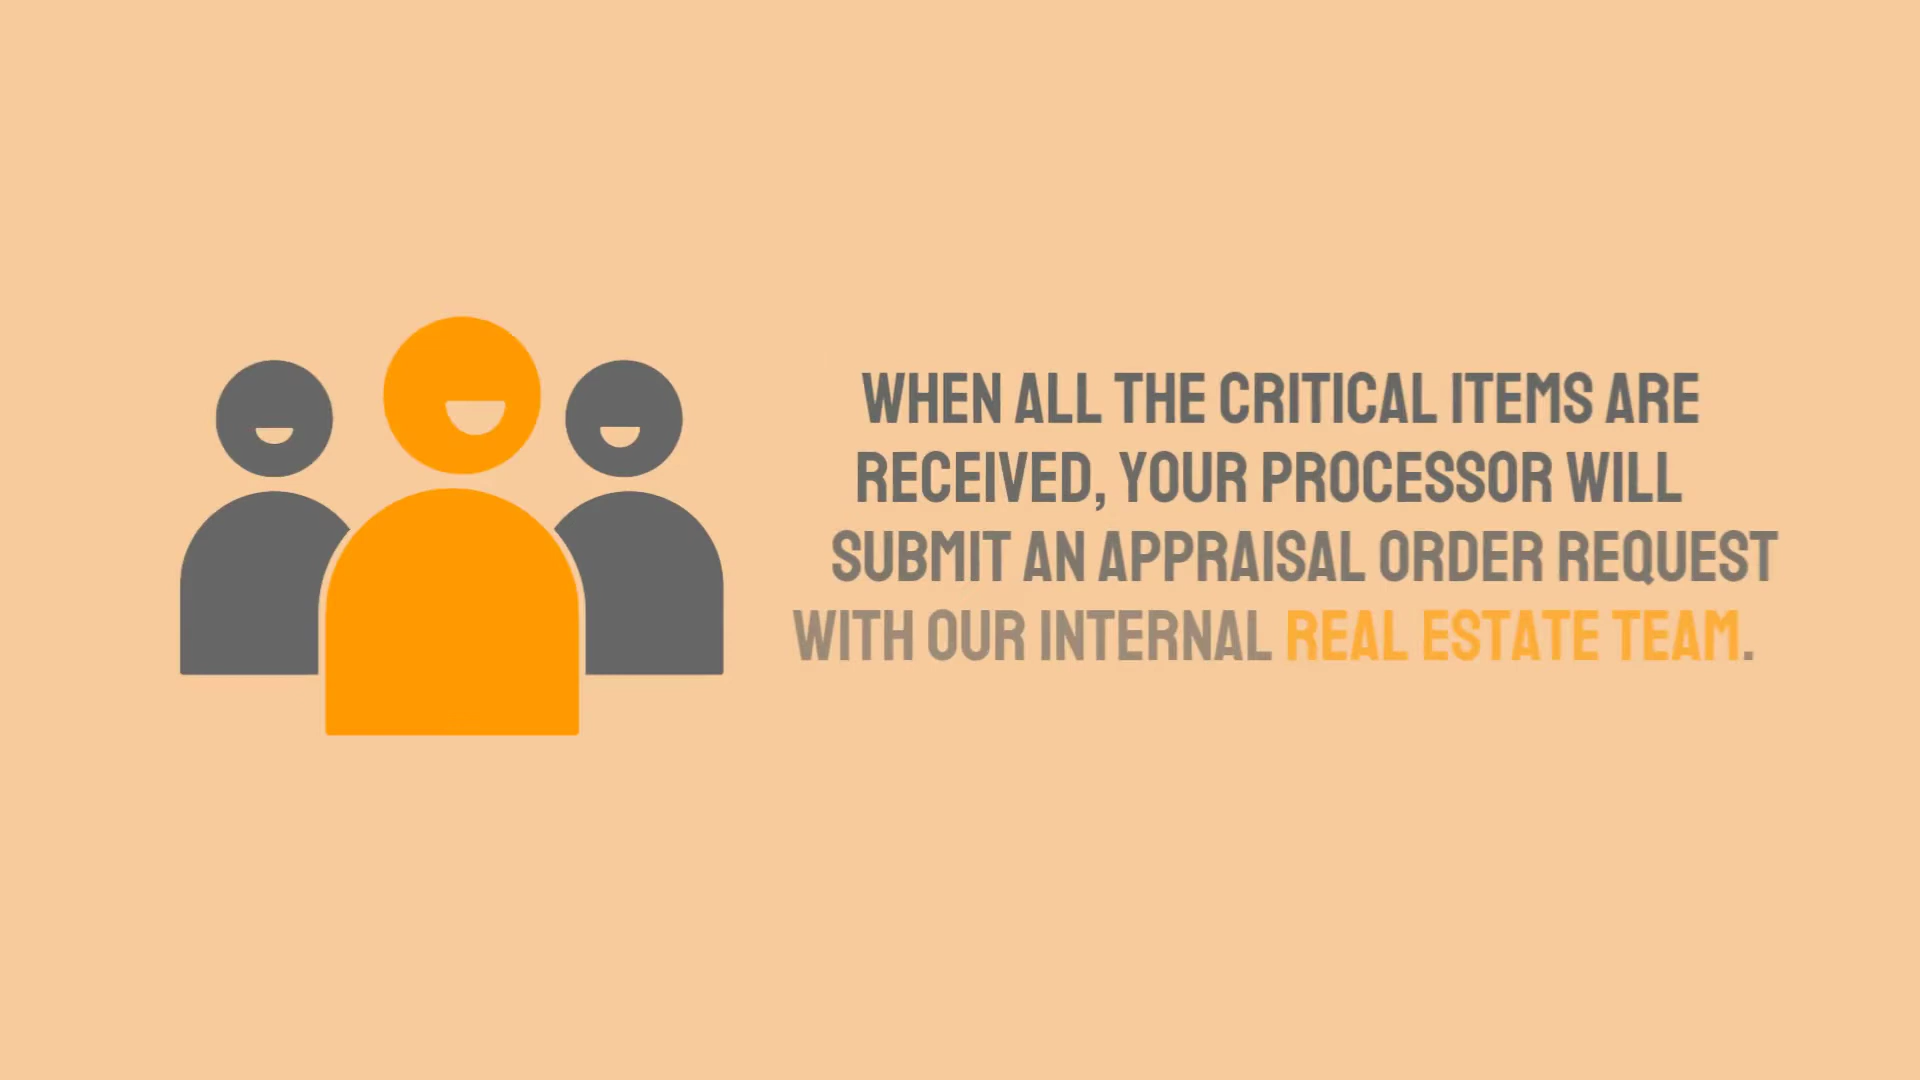 WHEN ALL THE CRITICAL ITEMS ARE
RECEIVED, YOUR PROCESSOR WILL
SUBMIT AN APPRAISAL ORDER REQUEST
WITH OUR INTERNAL REAL ESTATE TEAM.